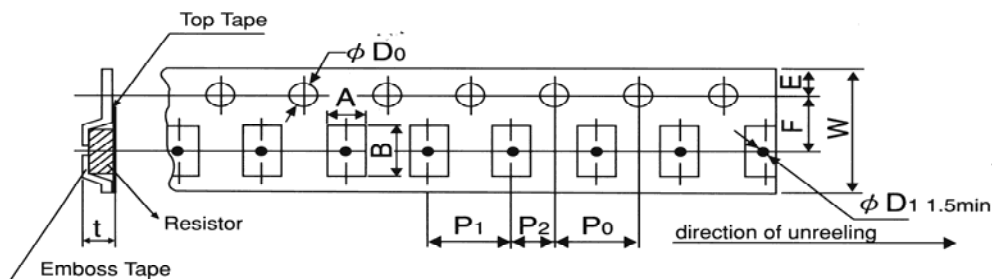 Top Tape
φ D0
A
B
E
F
W
t
Resistor
Emboss Tape
P1
P2
P0
φ D1 1.5min
direction of unreeling